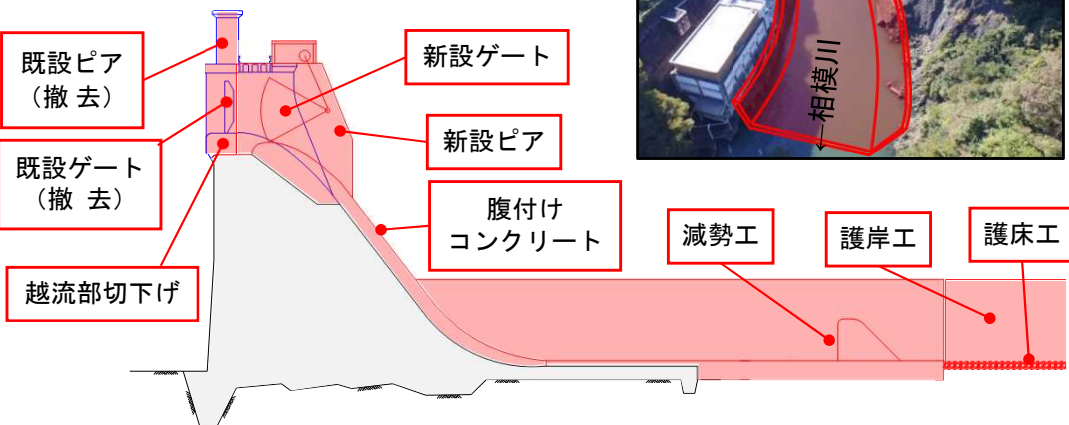 既設ピア
（撤 去）
新設ゲート
←相模川
既設ゲート
（撤 去）
新設ピア
腹付け
コンクリート
減勢工
護岸工
護床工
越流部切下げ